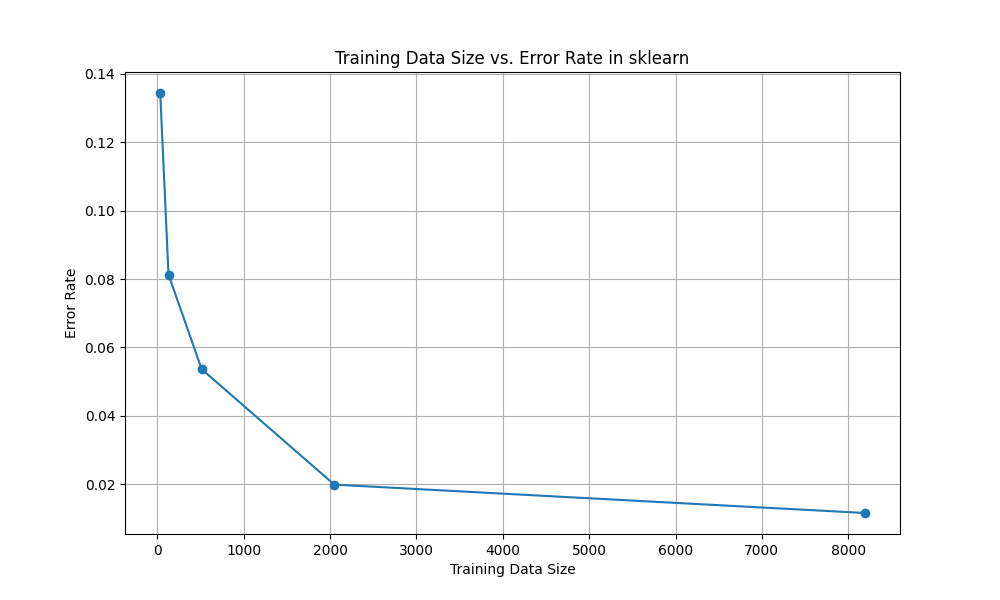 Training Data Size vs. Error Rate in sklearn
0.14
0.12
0.10
0.08
0.06
0.04
0.02
Error Rate
0 1000 2000 3000 4000 5000 6000 7000 8000
Training Data Size